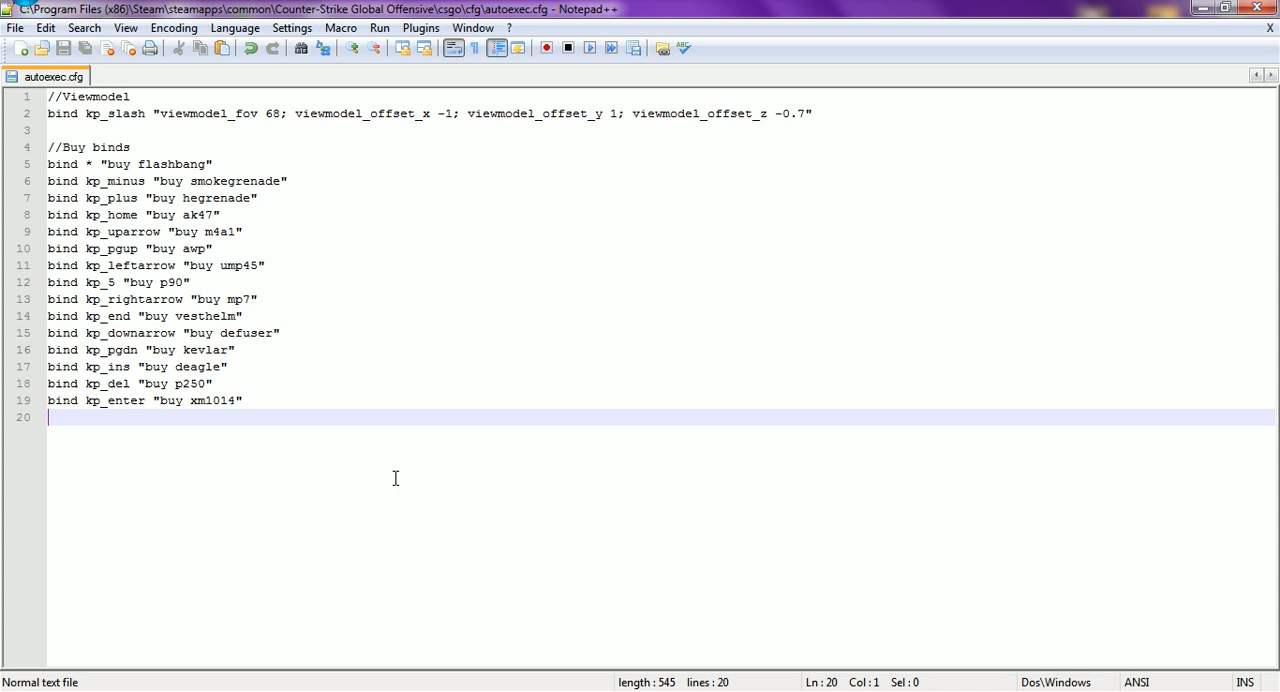 C:\Program Files (x86)\Steam\steamapps\common\Counter-Strike Global Offensive\csgo\cfg\autoexec.cfg - Notepad++
File Edit Search View Encoding Language Settings Macro Run Plugins Window ? X
autoexec.cfg
1 //Viewmodel
2 bind kp_slash "viewmodel_fov 68; viewmodel_offset_x -1; viewmodel_offset_y 1; viewmodel_offset_z -0.7"
3
4 //Buy binds
5 bind * "buy flashbang"
6 bind kp_minus "buy smokegrenade"
7 bind kp_plus "buy hegrenade"
8 bind kp_home "buy ak47"
9 bind kp_uparrow "buy m4a1"
10 bind kp_pgup "buy awp"
11 bind kp_leftarrow "buy ump45"
12 bind kp_5 "buy p90"
13 bind kp_rightarrow "buy mp7"
14 bind kp_end "buy vesthelm"
15 bind kp_downarrow "buy defuser"
16 bind kp_pgdn "buy kevlar"
17 bind kp_ins "buy deagle"
18 bind kp_del "buy p250"
19 bind kp_enter "buy xm1014"
20
Normal text file length : 545 lines : 20 Ln : 20 Col : 1 Sel : 0 Dos\Windows ANSI INS